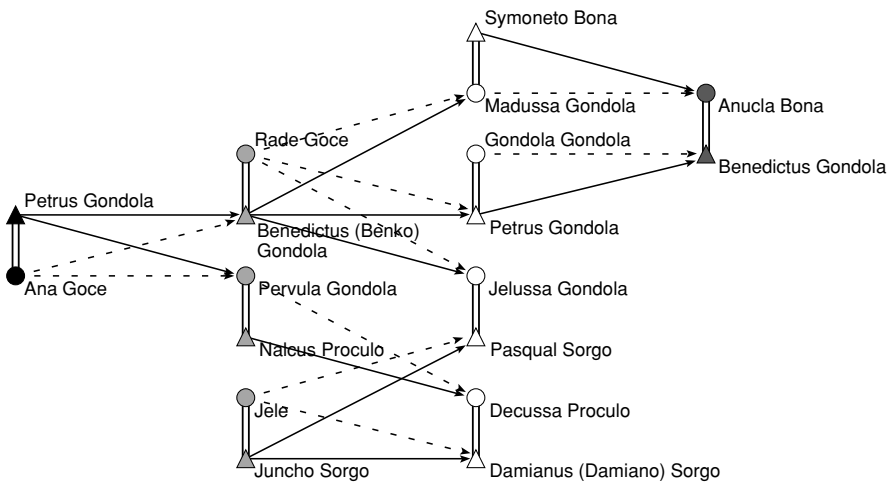 Symoneto Bona
Madussa Gondola
Anucla Bona
Rade Goce
Gondola Gondola
Benedictus Gondola
Petrus Gondola
Benedictus (Benko)
Gondola
Petrus Gondola
Ana Goce
Pervula Gondola
Jelussa Gondola
Nalcus Proculo
Pasqual Sorgo
Jele
Decussa Proculo
Juncho Sorgo
Damianus (Damiano) Sorgo